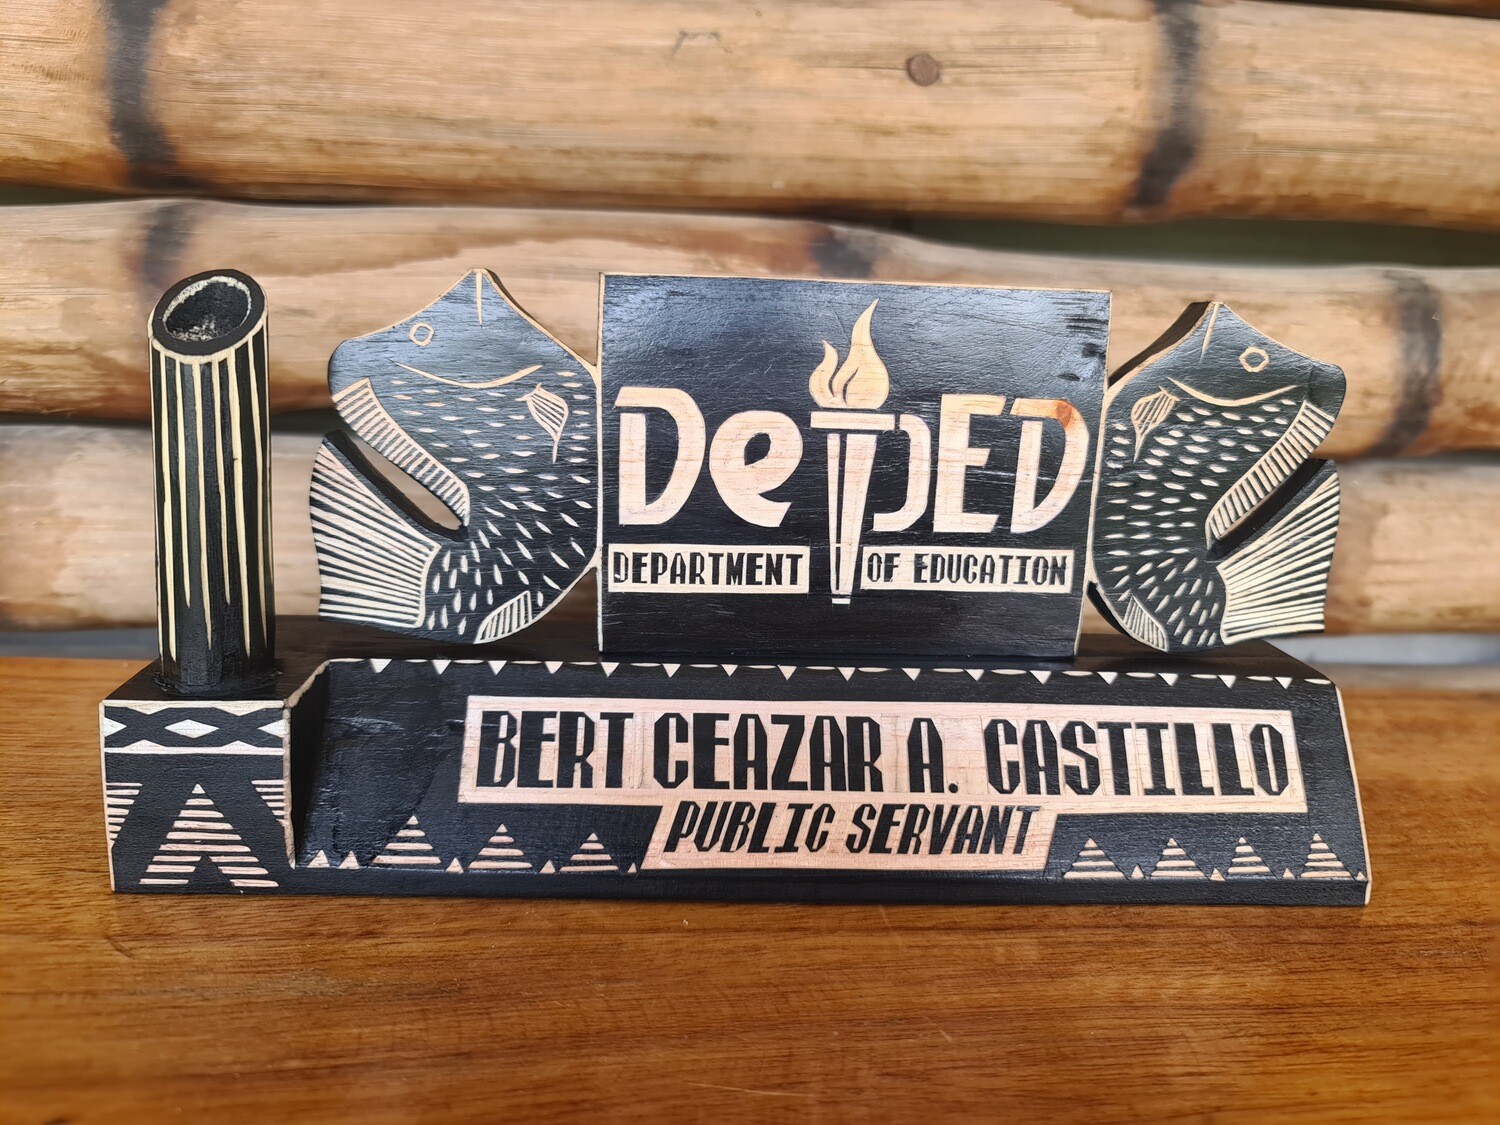 DepED
DEPARTMENT OF EDUCATION
BERT CEAZAR A. CASTILLO
PUBLIC SERVANT